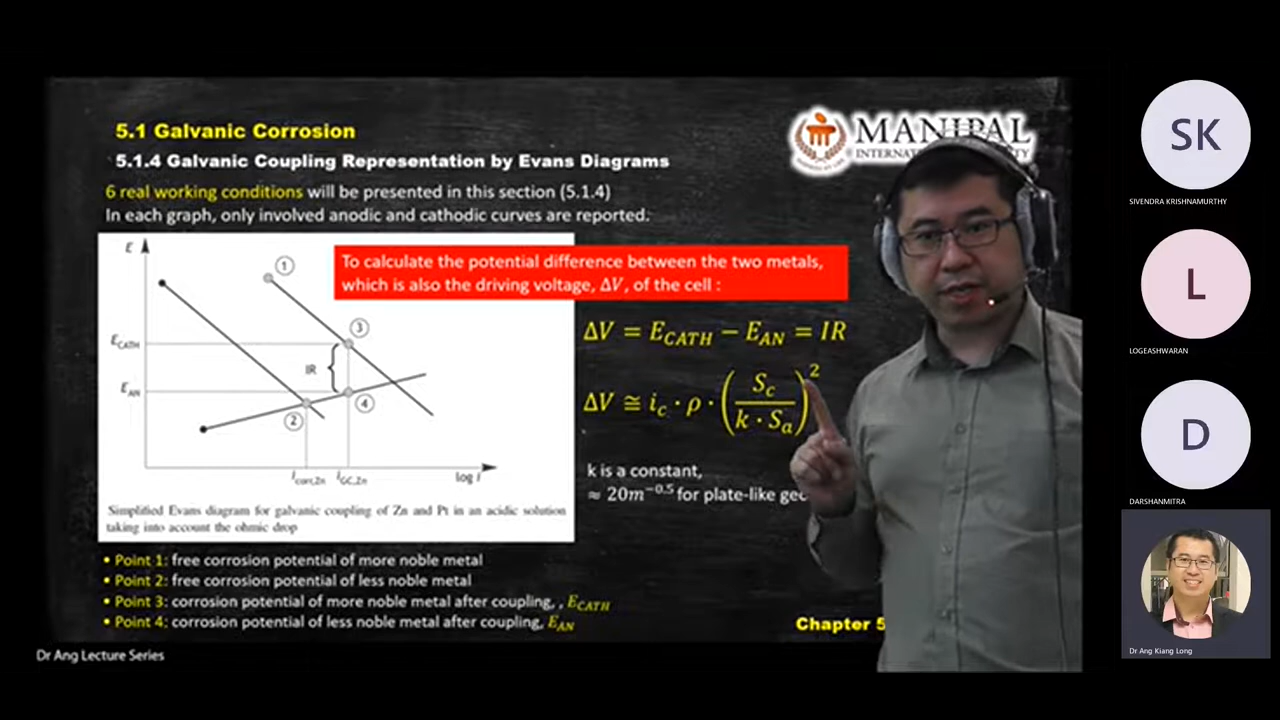 5.1 Galvanic Corrosion
5.1.4 Galvanic Coupling Representation by Evans Diagrams
6 real working conditions will be presented in this section (5.1.4)
In each graph, only involved anodic and cathodic curves are reported.
MANIPAL
INTERNATIONAL
To calculate the potential difference between the two metals,
which is also the driving voltage, ΔV, of the cell :
E
1
3
E_CATH
IR
E_AN
4
2
i_corr,Zn i_GC,Zn log i
Simplified Evans diagram for galvanic coupling of Zn and Pt in an acidic solution
taking into account the ohmic drop
ΔV = E_CATH − E_AN = IR
ΔV ≅ i_c · ρ · (S_c / k · S_a)^2
k is a constant,
≈ 20m^−0.5 for plate-like
• Point 1: free corrosion potential of more noble metal
• Point 2: free corrosion potential of less noble metal
• Point 3: corrosion potential of more noble metal after coupling, , E_CATH
• Point 4: corrosion potential of less noble metal after coupling, E_AN
Chapter 5
Dr Ang Lecture Series
SK
SIVENDRA KRISHNAMURTHY
L
LOGEASHWARAN
D
DARSHANMITRA
Dr Ang Kiang Long